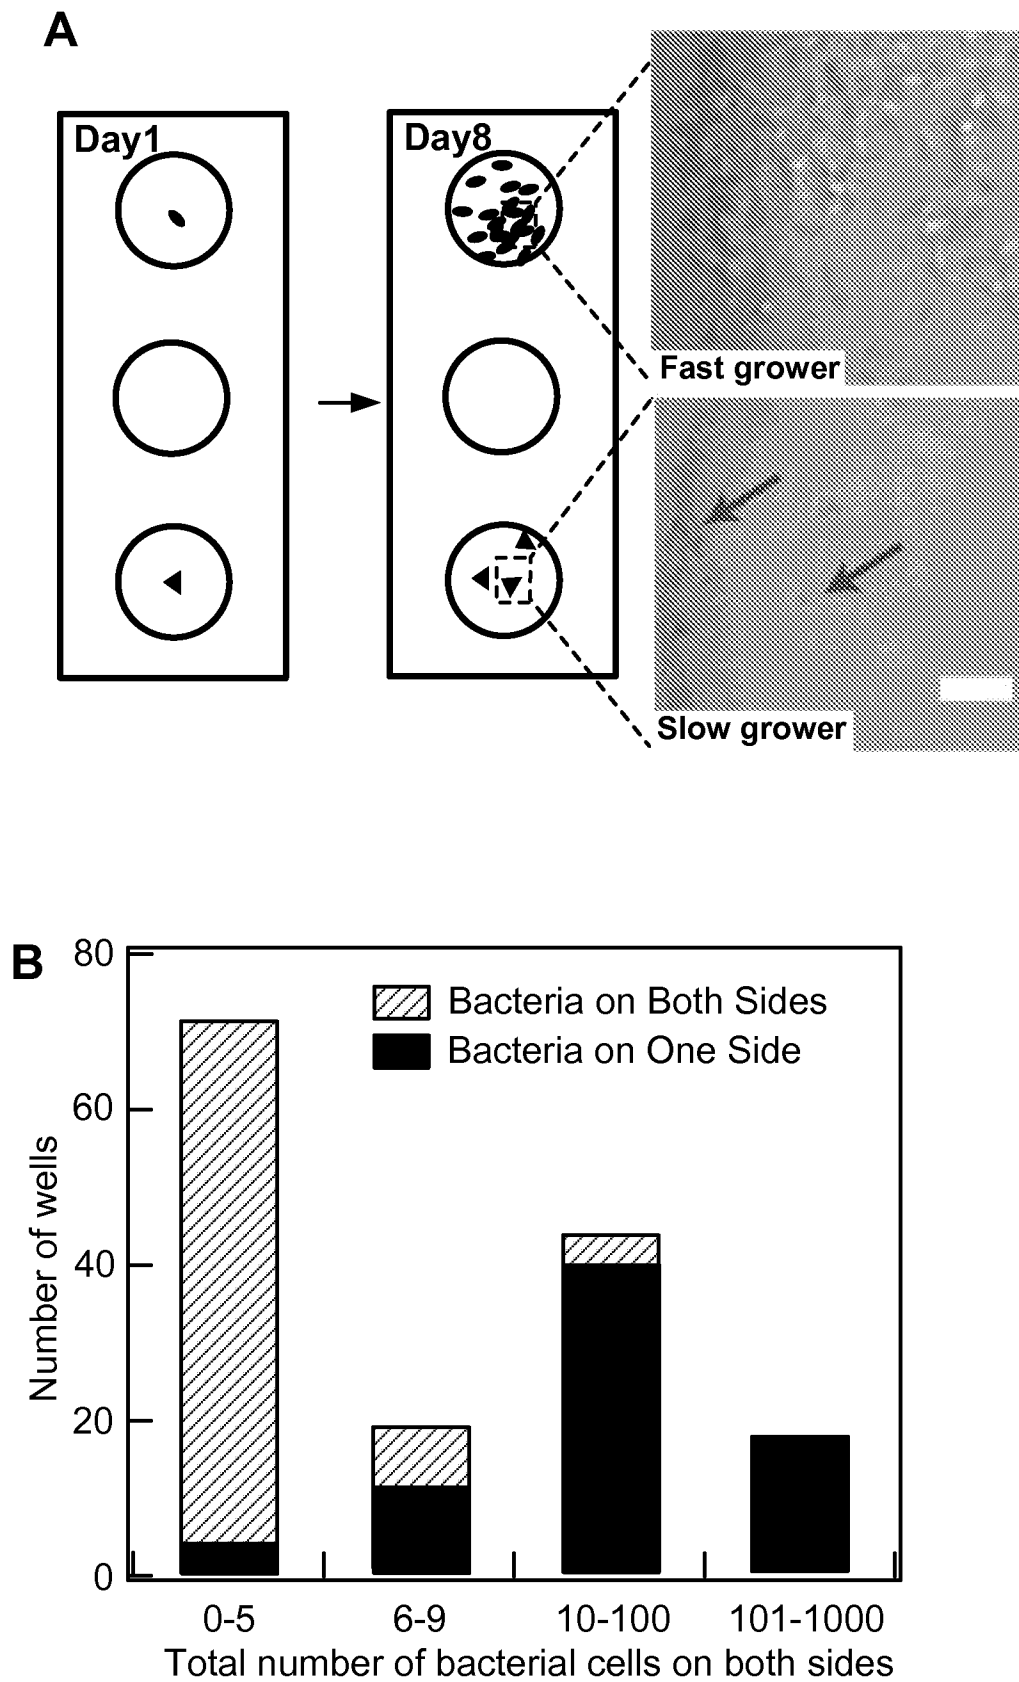 A
Day1
Day8
Fast grower
Slow grower
B
80
60
40
20
0
Number of wells
Bacteria on Both Sides
Bacteria on One Side
0-5 6-9 10-100 101-1000
Total number of bacterial cells on both sides